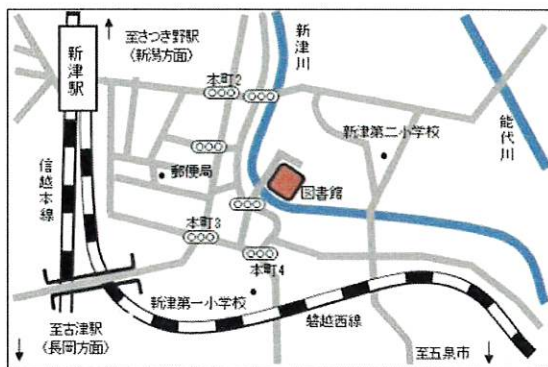 至さつき野駅
〈新潟方面〉
新津駅
本町2
新津川
新津第二小学校
能代川
郵便局
図書館
信越本線
本町3
本町4
新津第一小学校
磐越西線
至古津駅
〈長岡方面〉
至五泉市